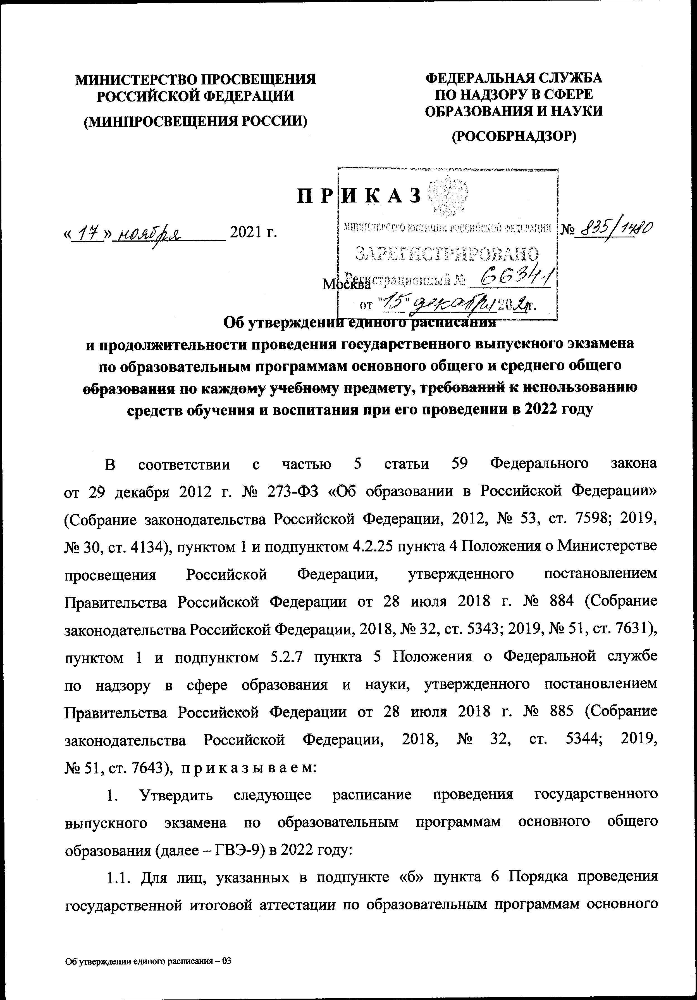 МИНИСТЕРСТВО ПРОСВЕЩЕНИЯ
РОССИЙСКОЙ ФЕДЕРАЦИИ
(МИНПРОСВЕЩЕНИЯ РОССИИ)
ФЕДЕРАЛЬНАЯ СЛУЖБА
ПО НАДЗОРУ В СФЕРЕ
ОБРАЗОВАНИЯ И НАУКИ
(РОСОБРНАДЗОР)
П Р И К А З
«17» ноября 2021 г.
№ 835/1480
МИНИСТЕРСТВО ЮСТИЦИИ РОССИЙСКОЙ ФЕДЕРАЦИИ
ЗАРЕГИСТРИРОВАНО
Регистрационный № 66341
от "15" декабря 2021г.
Москва
Об утверждении единого расписания
и продолжительности проведения государственного выпускного экзамена
по образовательным программам основного общего и среднего общего
образования по каждому учебному предмету, требований к использованию
средств обучения и воспитания при его проведении в 2022 году
В соответствии с частью 5 статьи 59 Федерального закона
от 29 декабря 2012 г. № 273-ФЗ «Об образовании в Российской Федерации»
(Собрание законодательства Российской Федерации, 2012, № 53, ст. 7598; 2019,
№ 30, ст. 4134), пунктом 1 и подпунктом 4.2.25 пункта 4 Положения о Министерстве
просвещения Российской Федерации, утвержденного постановлением
Правительства Российской Федерации от 28 июля 2018 г. № 884 (Собрание
законодательства Российской Федерации, 2018, № 32, ст. 5343; 2019, № 51, ст. 7631),
пунктом 1 и подпунктом 5.2.7 пункта 5 Положения о Федеральной службе
по надзору в сфере образования и науки, утвержденного постановлением
Правительства Российской Федерации от 28 июля 2018 г. № 885 (Собрание
законодательства Российской Федерации, 2018, № 32, ст. 5344; 2019,
№ 51, ст. 7643), п р и к а з ы в а е м:
1. Утвердить следующее расписание проведения государственного
выпускного экзамена по образовательным программам основного общего
образования (далее – ГВЭ-9) в 2022 году:
1.1. Для лиц, указанных в подпункте «б» пункта 6 Порядка проведения
государственной итоговой аттестации по образовательным программам основного
Об утверждении единого расписания – 03